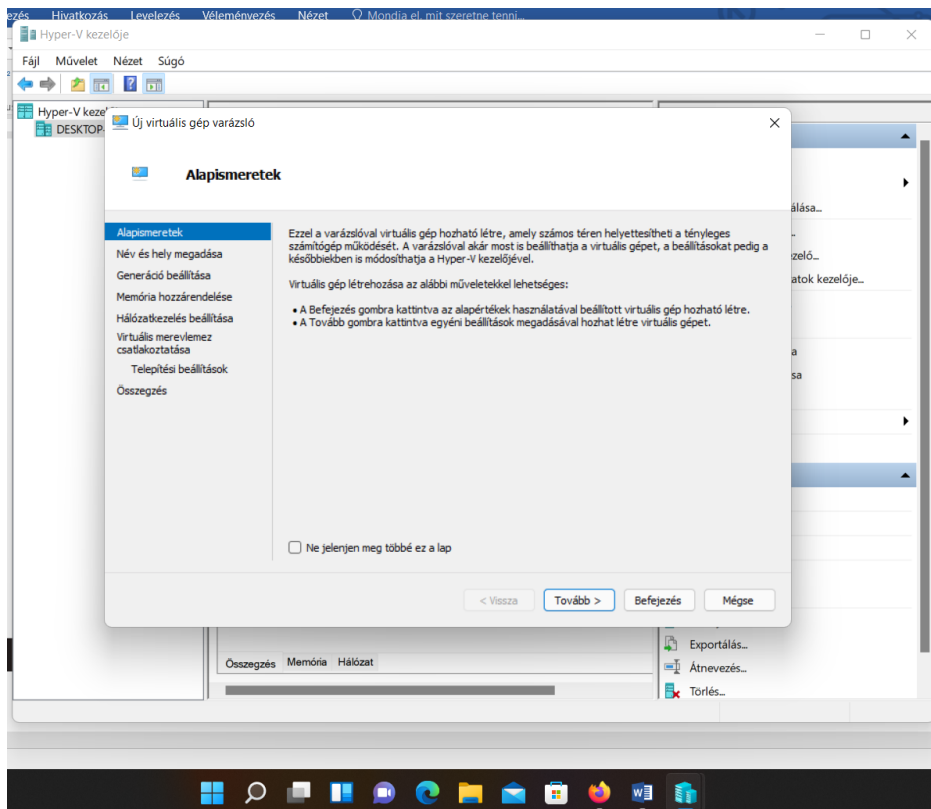 Hivatkozás Levelezés Véleményezés Nézet Mondja el, mit szeretne tenni...
Hyper-V kezelője
Fájl Művelet Nézet Súgó
Hyper-V keze
DESKTOP-
Új virtuális gép varázsló
Alapismeretek
Alapismeretek
Név és hely megadása
Generáció beállítása
Memória hozzárendelése
Hálózatkezelés beállítása
Virtuális merevlemez
csatlakoztatása
Telepítési beállítások
Összegzés
Ezzel a varázslóval virtuális gép hozható létre, amely számos téren helyettesítheti a tényleges
számítógép működését. A varázslóval akár most is beállíthatja a virtuális gépet, a beállításokat pedig a
későbbiekben is módosíthatja a Hyper-V kezelőjével.
Virtuális gép létrehozása az alábbi műveletekkel lehetséges:
• A Befejezés gombra kattintva az alapértékek használatával beállított virtuális gép hozható létre.
• A Tovább gombra kattintva egyéni beállítások megadásával hozhat létre virtuális gépet.
Ne jelenjen meg többé ez a lap
< Vissza Tovább > Befejezés Mégse
álása...
zelő...
atok kezelője...
a
sa
Összegzés Memória Hálózat
Exportálás...
Átnevezés...
Törlés...